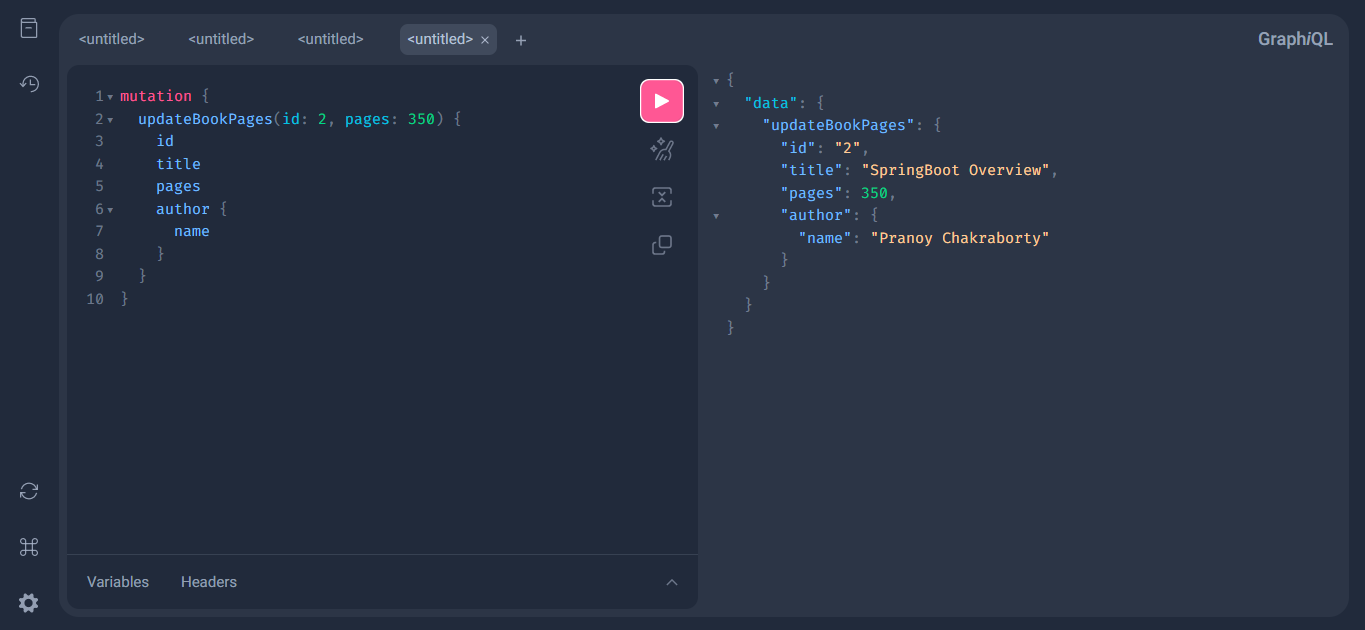 <untitled> <untitled> <untitled> <untitled> × +
GraphiQL
1 mutation {
2 updateBookPages(id: 2, pages: 350) {
3 id
4 title
5 pages
6 author {
7 name
8 }
9 }
10 }
{
"data": {
"updateBookPages": {
"id": "2",
"title": "SpringBoot Overview",
"pages": 350,
"author": {
"name": "Pranoy Chakraborty"
}
}
}
}
Variables Headers